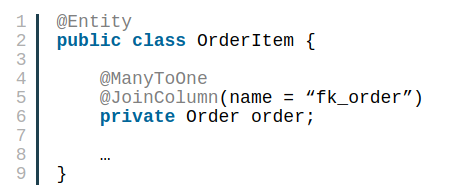 1 @Entity
2 public class OrderItem {
3
4 @ManyToOne
5 @JoinColumn(name = “fk_order”)
6 private Order order;
7
8 …
9 }